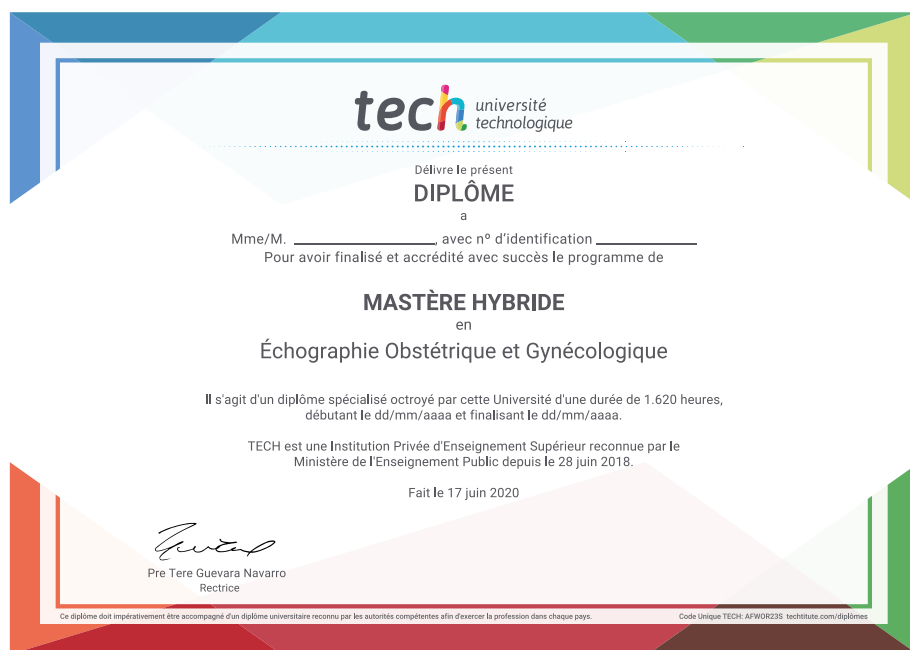 tech université
technologique
Délivre le présent
DIPLÔME
a
Mme/M. ____________________, avec nº d'identification ______________
Pour avoir finalisé et accrédité avec succès le programme de
MASTÈRE HYBRIDE
en
Échographie Obstétrique et Gynécologique
Il s'agit d'un diplôme spécialisé octroyé par cette Université d'une durée de 1.620 heures,
débutant le dd/mm/aaaa et finalisant le dd/mm/aaaa.
TECH est une Institution Privée d'Enseignement Supérieur reconnue par le
Ministère de l'Enseignement Public depuis le 28 juin 2018.
Fait le 17 juin 2020
Pre Tere Guevara Navarro
Rectrice
Ce diplôme doit impérativement être accompagné d'un diplôme universitaire reconnu par les autorités compétentes afin d'exercer la profession dans chaque pays. Code Unique TECH: AFWOR23S techtitute.com/diplômes